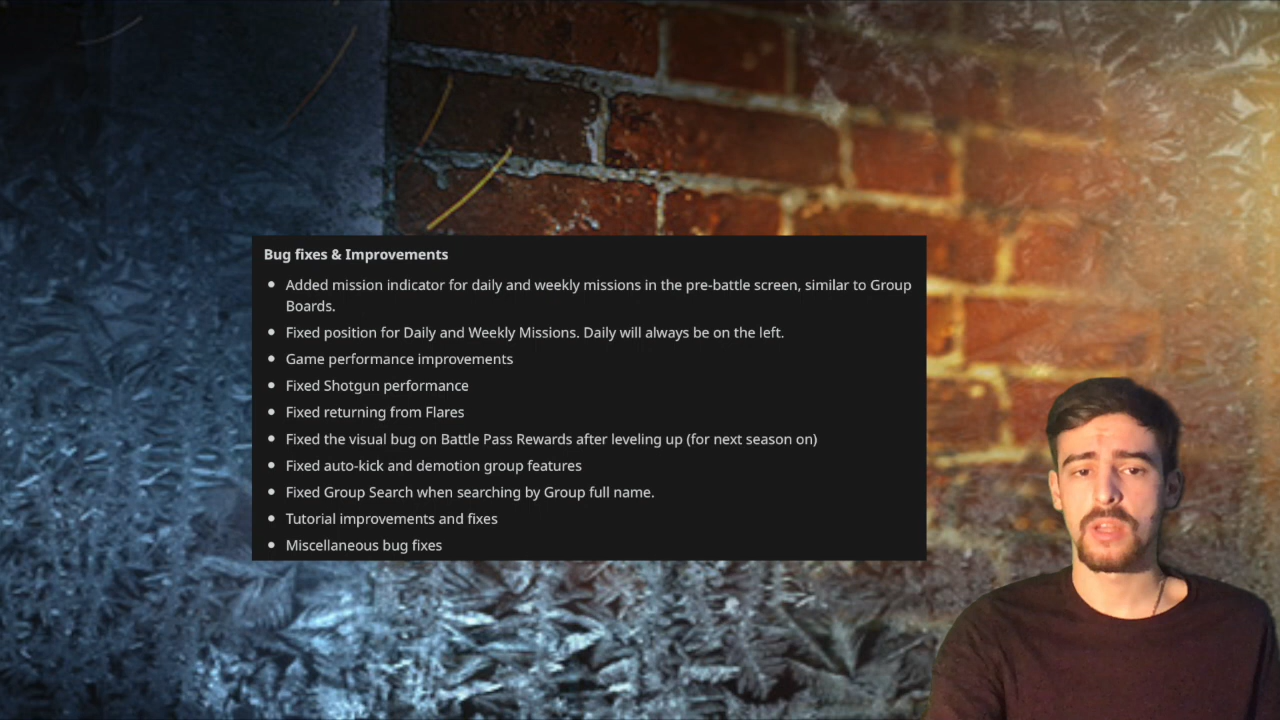 Bug fixes & Improvements
Added mission indicator for daily and weekly missions in the pre-battle screen, similar to Group
Boards.
Fixed position for Daily and Weekly Missions. Daily will always be on the left.
Game performance improvements
Fixed Shotgun performance
Fixed returning from Flares
Fixed the visual bug on Battle Pass Rewards after leveling up (for next season on)
Fixed auto-kick and demotion group features
Fixed Group Search when searching by Group full name.
Tutorial improvements and fixes
Miscellaneous bug fixes